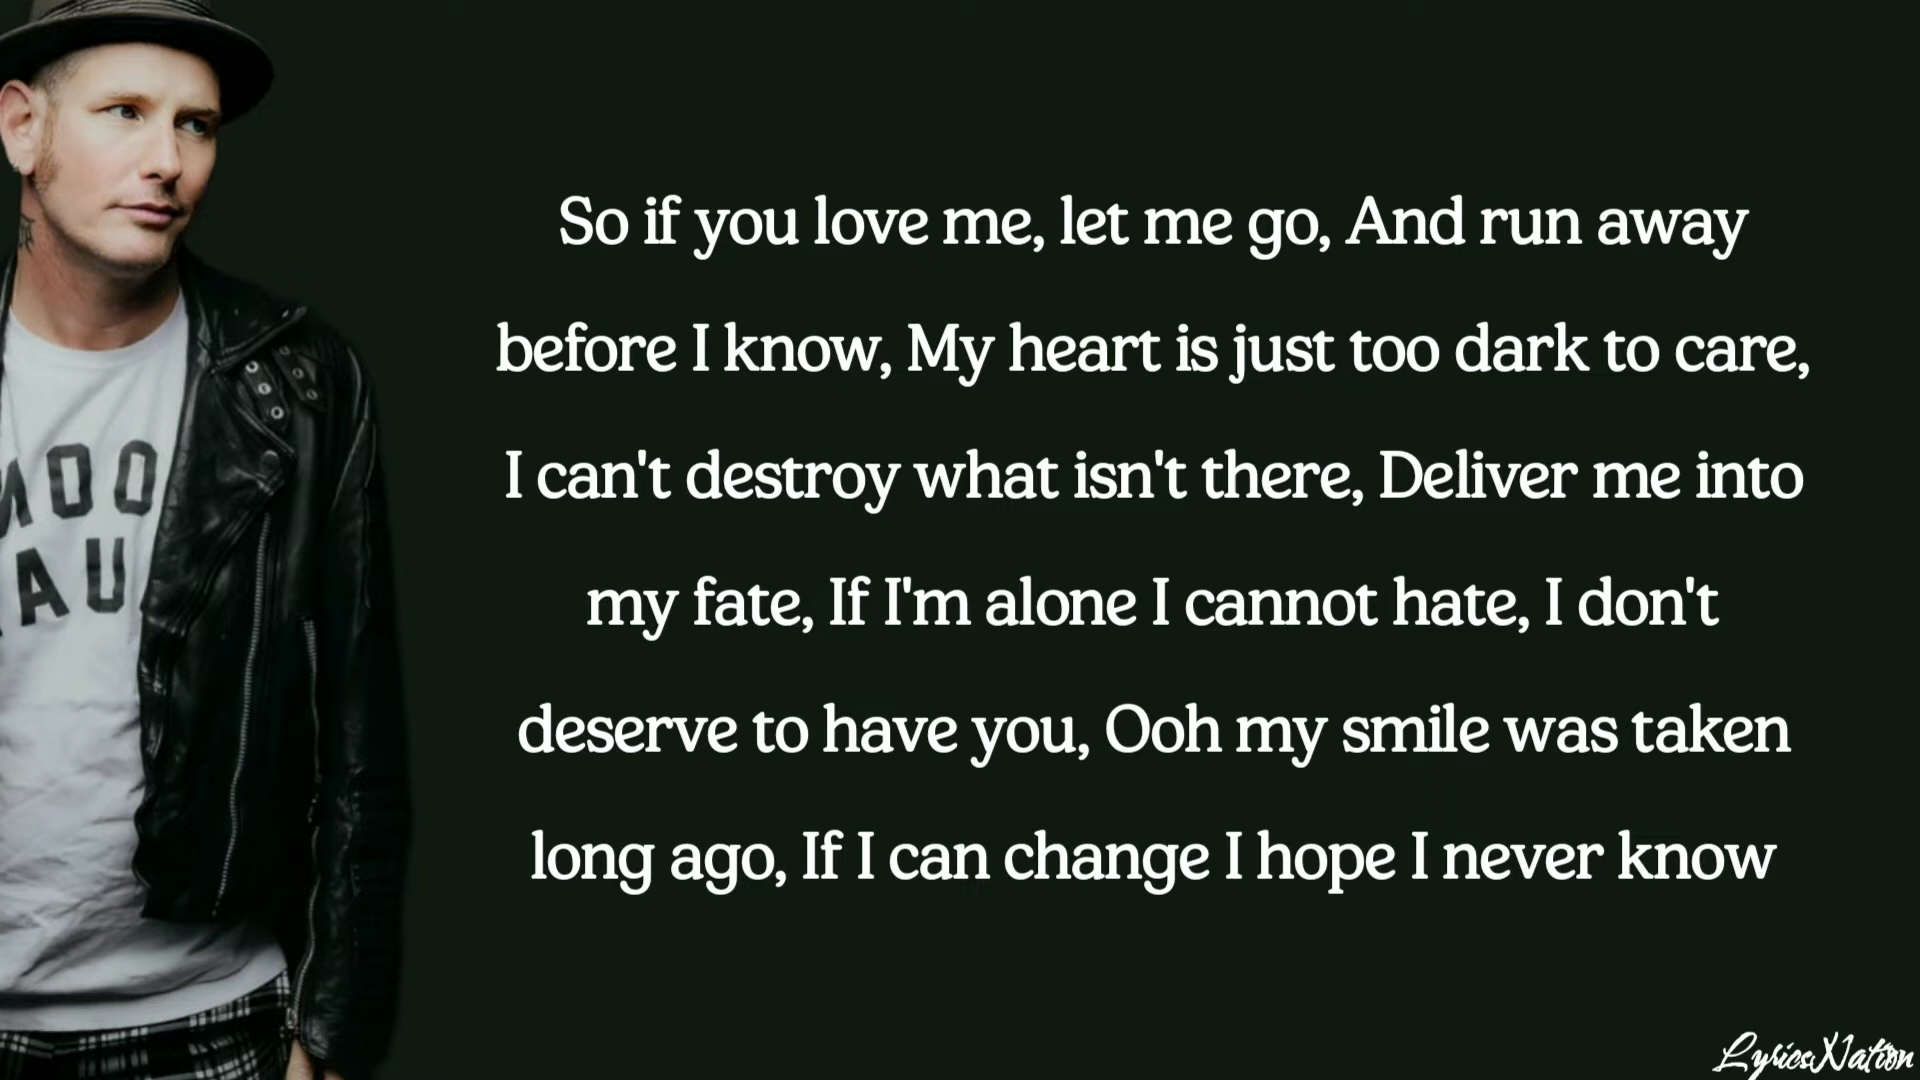 So if you love me, let me go, And run away
before I know, My heart is just too dark to care,
I can't destroy what isn't there, Deliver me into
my fate, If I'm alone I cannot hate, I don't
deserve to have you, Ooh my smile was taken
long ago, If I can change I hope I never know
LyricsNation